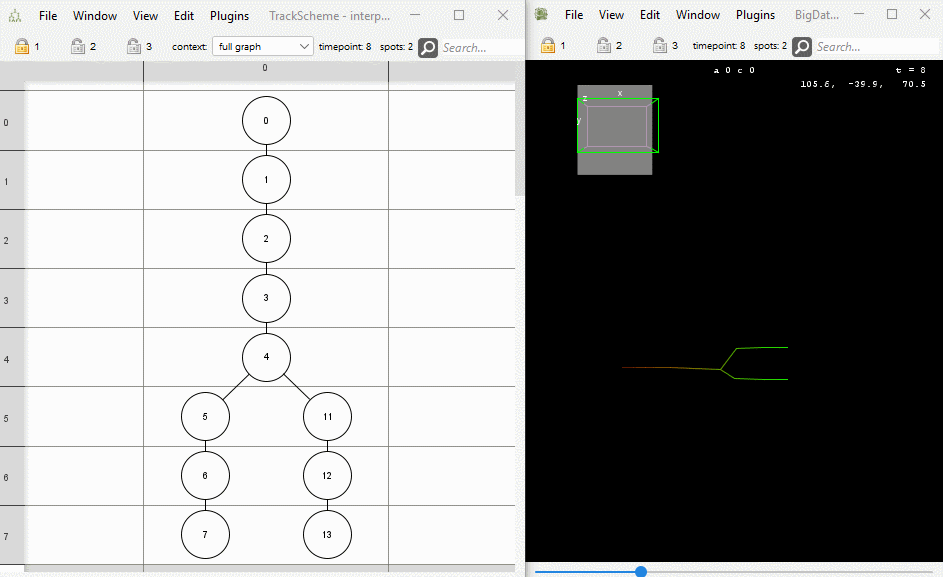 File Window View Edit Plugins TrackScheme - interp...
1 2 3 context: full graph timepoint: 8 spots: 2 Search...
0
0 0
1 1
2 2
3 3
4 4
5 5 11
6 6 12
7 7 13
File View Edit Window Plugins BigDat...
1 2 3 timepoint: 8 spots: 2 Search...
a 0 c 0 t = 8
105.6, -39.9, 70.5
x
z
y